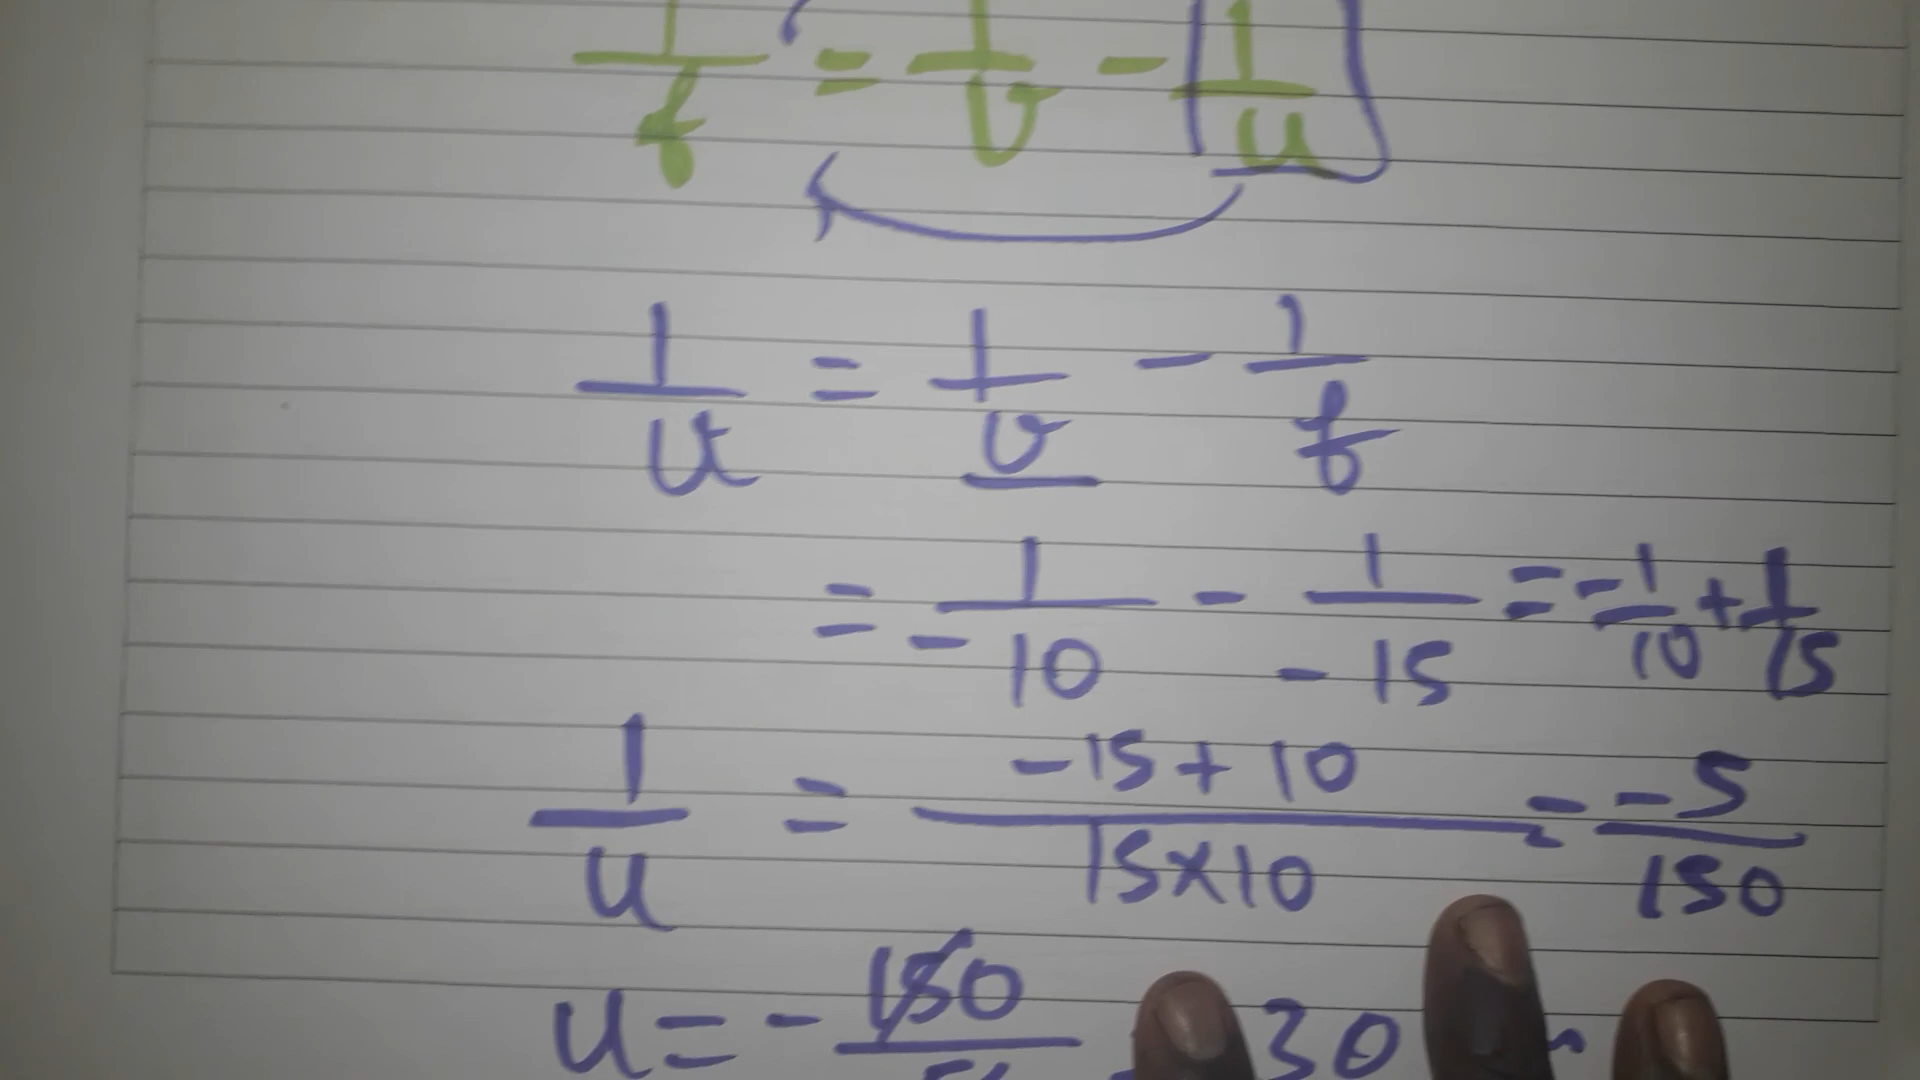 1/f = 1/v - 1/u
1/u = 1/v - 1/f
= 1/-10 - 1/-15 = -1/10 + 1/15
1/u = -15+10/15×10 = -5/150
u = - 150/5 30